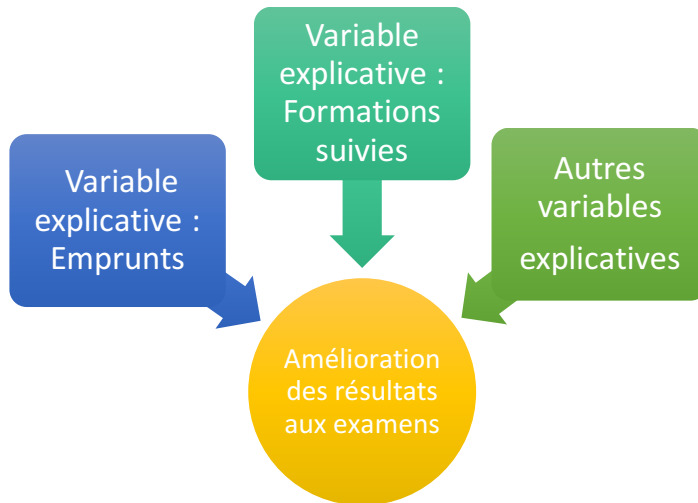 Variable
explicative :
Emprunts
Variable
explicative :
Formations
suivies
Autres
variables
explicatives
Amélioration
des résultats
aux examens